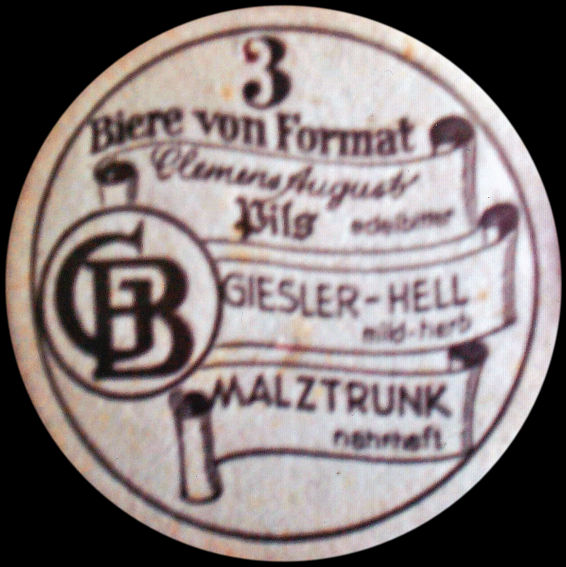 3
Biere von Format
Clemens August
Pils edelbitter
GB
GIESLER-HELL
mild-herb
MALZTRUNK
nahrhaft